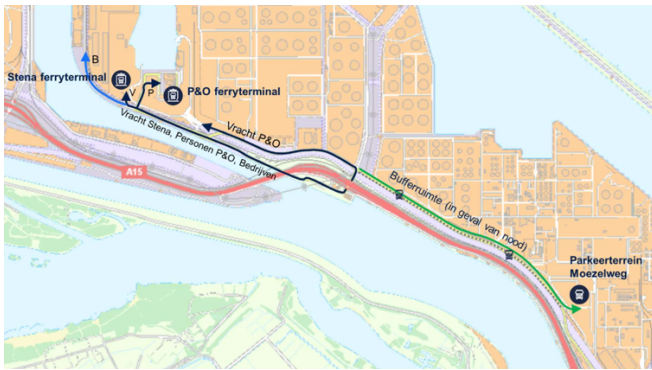 B
Stena ferryterminal
V
P
P&O ferryterminal
Vracht P&O
Vracht Stena, Personen P&O, Bedrijven
A15
Bufferruimte (in geval van nood)
Parkeerterrein
Moezelweg